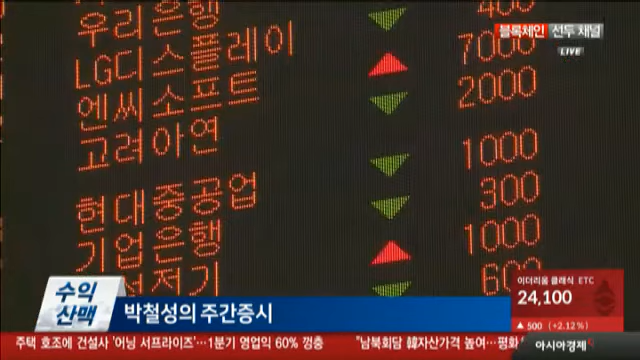 우리은행 400
LG디스플레이 7000
엔씨소프트 2000
고려아연
1000
현대중공업 300
기업은행 1000
전기 600
블록체인 선두 채널
LIVE
수익
산맥
박철성의 주간증시
이더리움 클래식 ETC
24,100
▲ 500 (+2.12%)
주택 호조에 건설사 '어닝 서프라이즈'…1분기 영업익 60% 껑충 "남북회담 韓자산가격 높여…평화
아시아경제